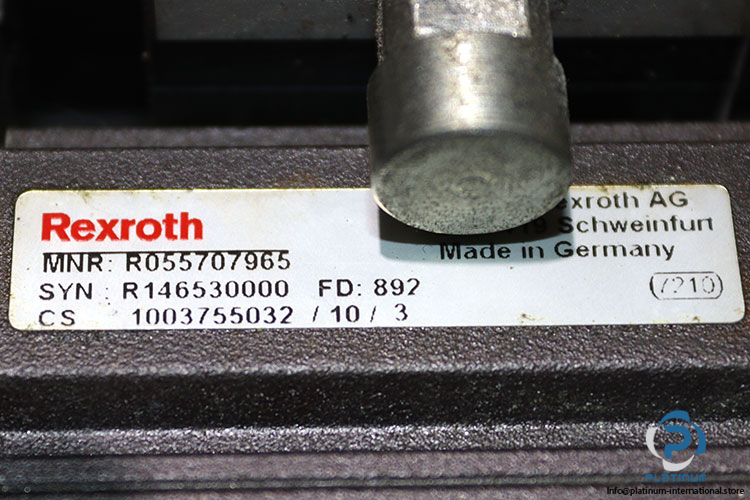 Rexroth
MNR: R055707965
SYN : R146530000 FD: 892
CS 1003755032 / 10 / 3
AG
Schweinfurt
Made in Germany
7210
PLATINUM
Info@platinum-international.store